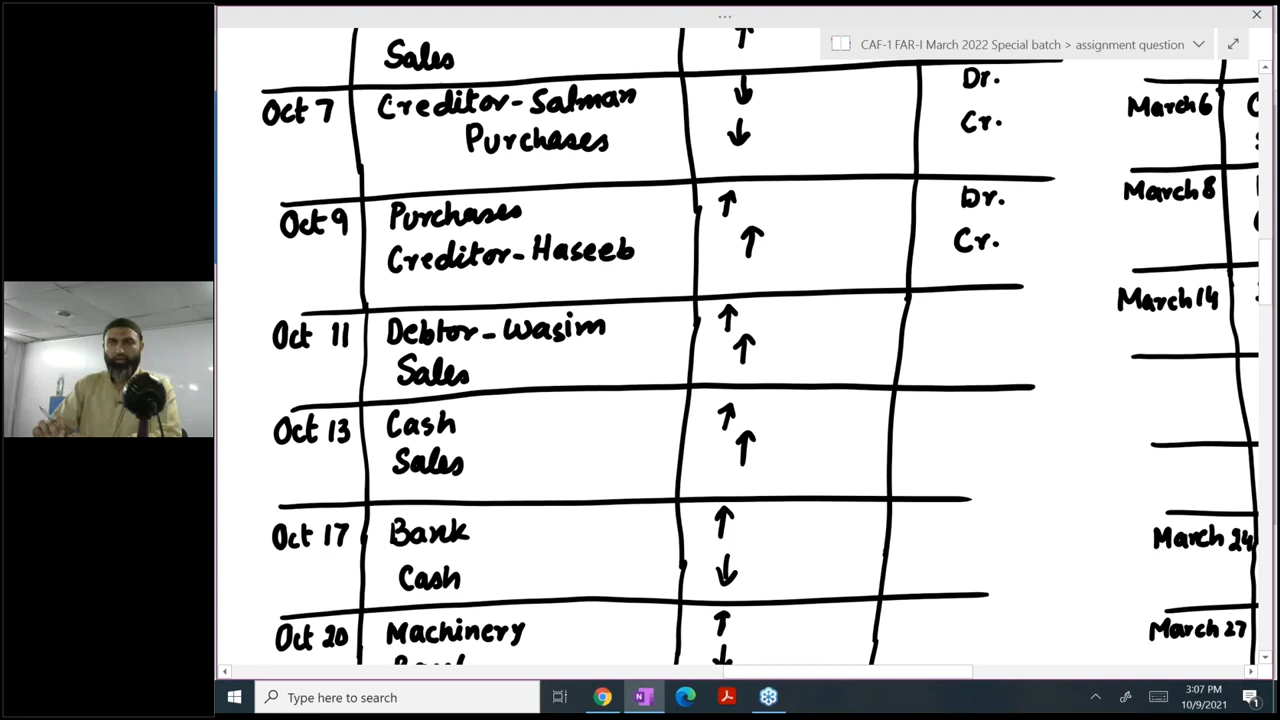 CAF-1 FAR-I March 2022 Special batch > assignment question
Sales ↑
Oct 7 Creditor-Salman ↓ Dr.
Purchases ↓ Cr.
Oct 9 Purchases ↑ Dr.
Creditor-Haseeb ↑ Cr.
Oct 11 Debtor-Wasim ↑
Sales ↑
Oct 13 Cash ↑
Sales ↑
Oct 17 Bank ↑
Cash ↓
Oct 20 Machinery ↑
March 6
March 8
March 14
March 24
March 27
Type here to search
3:07 PM
10/9/2021